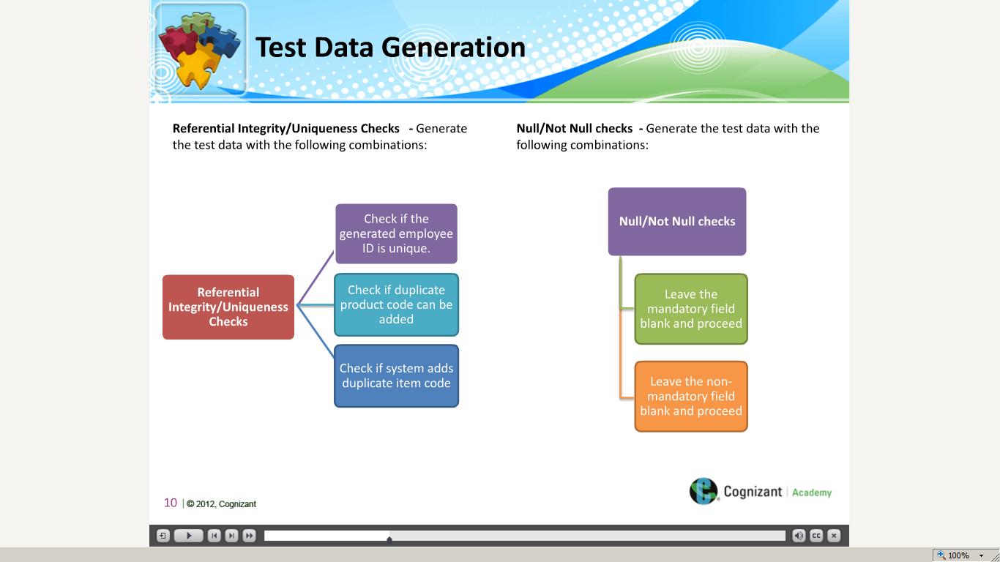 Test Data Generation
Referential Integrity/Uniqueness Checks - Generate
the test data with the following combinations:
Null/Not Null checks - Generate the test data with the
following combinations:
Referential
Integrity/Uniqueness
Checks
Check if the
generated employee
ID is unique.
Check if duplicate
product code can be
added
Check if system adds
duplicate item code
Null/Not Null checks
Leave the
mandatory field
blank and proceed
Leave the non-
mandatory field
blank and proceed
10 | © 2012, Cognizant
Cognizant | Academy
CC
100%